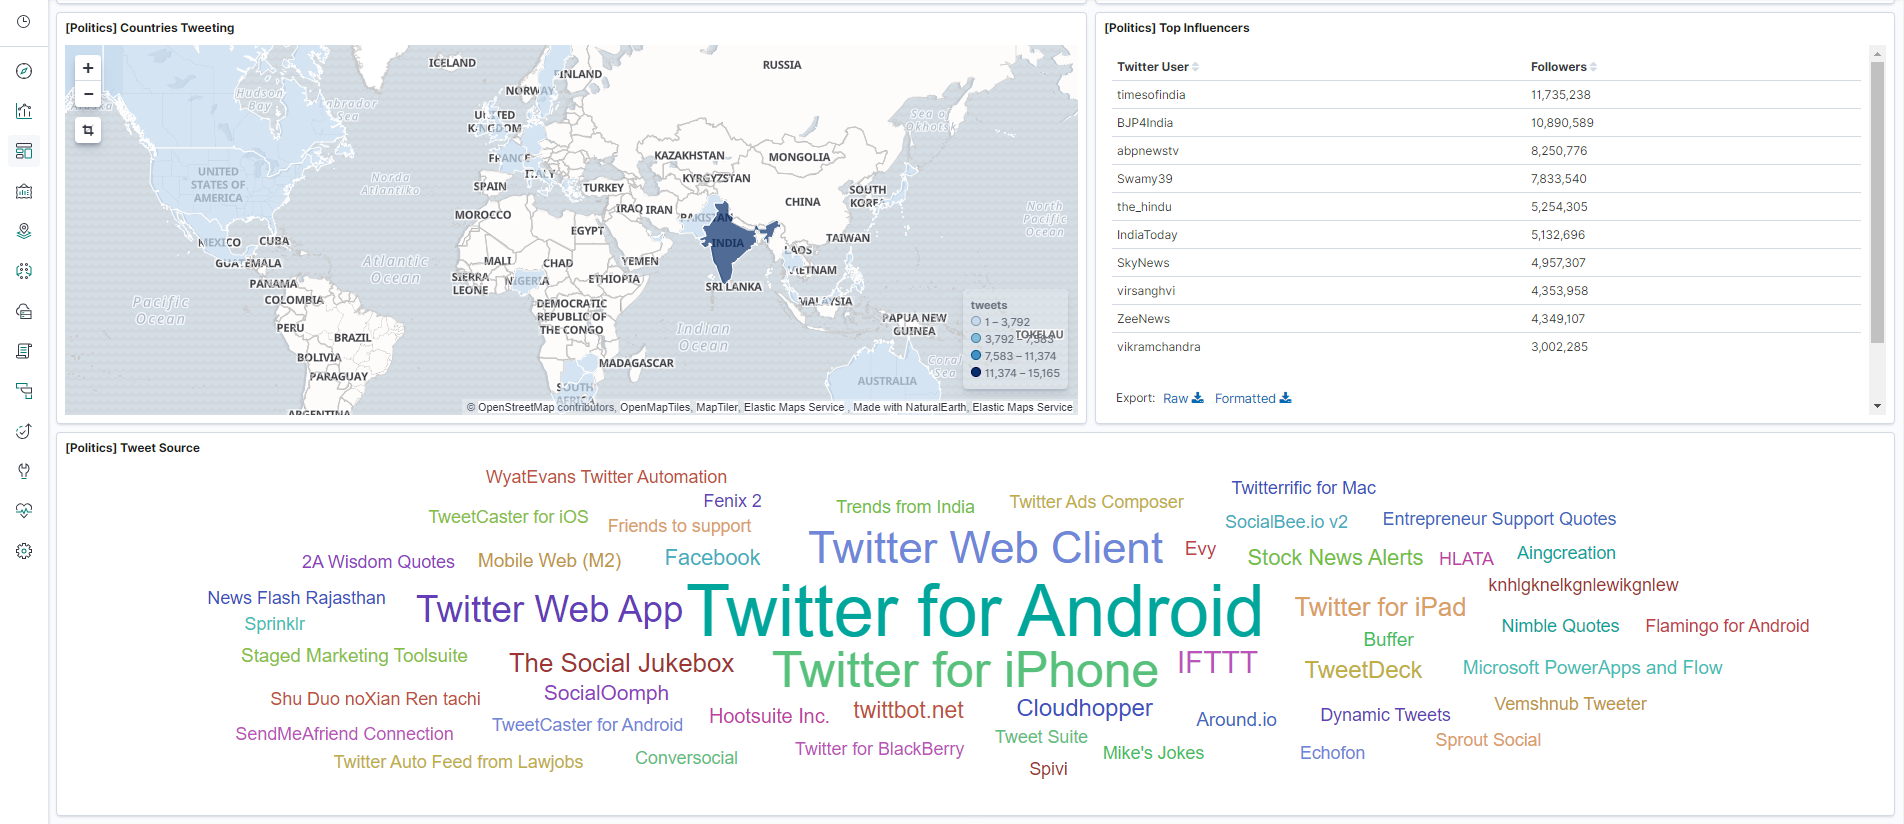 [Politics] Countries Tweeting
+
−
ICELAND
RUSSIA
FINLAND
Hudson Bay
Labrador Sea
NORWAY
Sea of Okhotsk
UNITED KINGDOM
FRANCE
KAZAKHSTAN
MONGOLIA
ITALY
UNITED STATES OF AMERICA
Norda Atlantiko
SPAIN
TURKEY
KYRGYZSTAN
SOUTH KOREA
CHINA
MOROCCO
IRAQ
IRAN
PAKISTAN
North Pacific Ocean
MEXICO
CUBA
EGYPT
INDIA
TAIWAN
GUATEMALA
Atlantic Ocean
MALI
CHAD
YEMEN
LAOS
VIETNAM
PANAMA
SIERRA LEONE
NIGERIA
ETHIOPIA
SRI LANKA
COLOMBIA
Pacific Ocean
DEMOCRATIC REPUBLIC OF THE CONGO
MALAYSIA
PERU
BRAZIL
Indian Ocean
PAPUA NEW GUINEA
TOKELAU
BOLIVIA
MADAGASCAR
Coral Sea
PARAGUAY
SOUTH AFRICA
AUSTRALIA
ARGENTINA
tweets
1 – 3,792
3,792 – 7,583
7,583 – 11,374
11,374 – 15,165
© OpenStreetMap contributors, OpenMapTiles, MapTiler, Elastic Maps Service , Made with NaturalEarth, Elastic Maps Service
[Politics] Top Influencers
Twitter User Followers
timesofindia 11,735,238
BJP4India 10,890,589
abpnewstv 8,250,776
Swamy39 7,833,540
the_hindu 5,254,305
IndiaToday 5,132,696
SkyNews 4,957,307
virsanghvi 4,353,958
ZeeNews 4,349,107
vikramchandra 3,002,285
Export: Raw Formatted
[Politics] Tweet Source
WyatEvans Twitter Automation
Twitterrific for Mac
Fenix 2
Trends from India
Twitter Ads Composer
TweetCaster for iOS
Friends to support
SocialBee.io v2
Entrepreneur Support Quotes
2A Wisdom Quotes
Mobile Web (M2)
Facebook
Twitter Web Client
Evy
Stock News Alerts
HLATA
Aingcreation
News Flash Rajasthan
Twitter Web App
Twitter for Android
Twitter for iPad
knhlgknelkgnlewikgnlew
Sprinklr
Buffer
Nimble Quotes
Flamingo for Android
Staged Marketing Toolsuite
The Social Jukebox
Twitter for iPhone
IFTTT
TweetDeck
Microsoft PowerApps and Flow
Shu Duo noXian Ren tachi
SocialOomph
Hootsuite Inc.
twittbot.net
Cloudhopper
Around.io
Dynamic Tweets
Vemshnub Tweeter
SendMeAfriend Connection
TweetCaster for Android
Twitter for BlackBerry
Tweet Suite
Mike's Jokes
Echofon
Sprout Social
Twitter Auto Feed from Lawjobs
Conversocial
Spivi